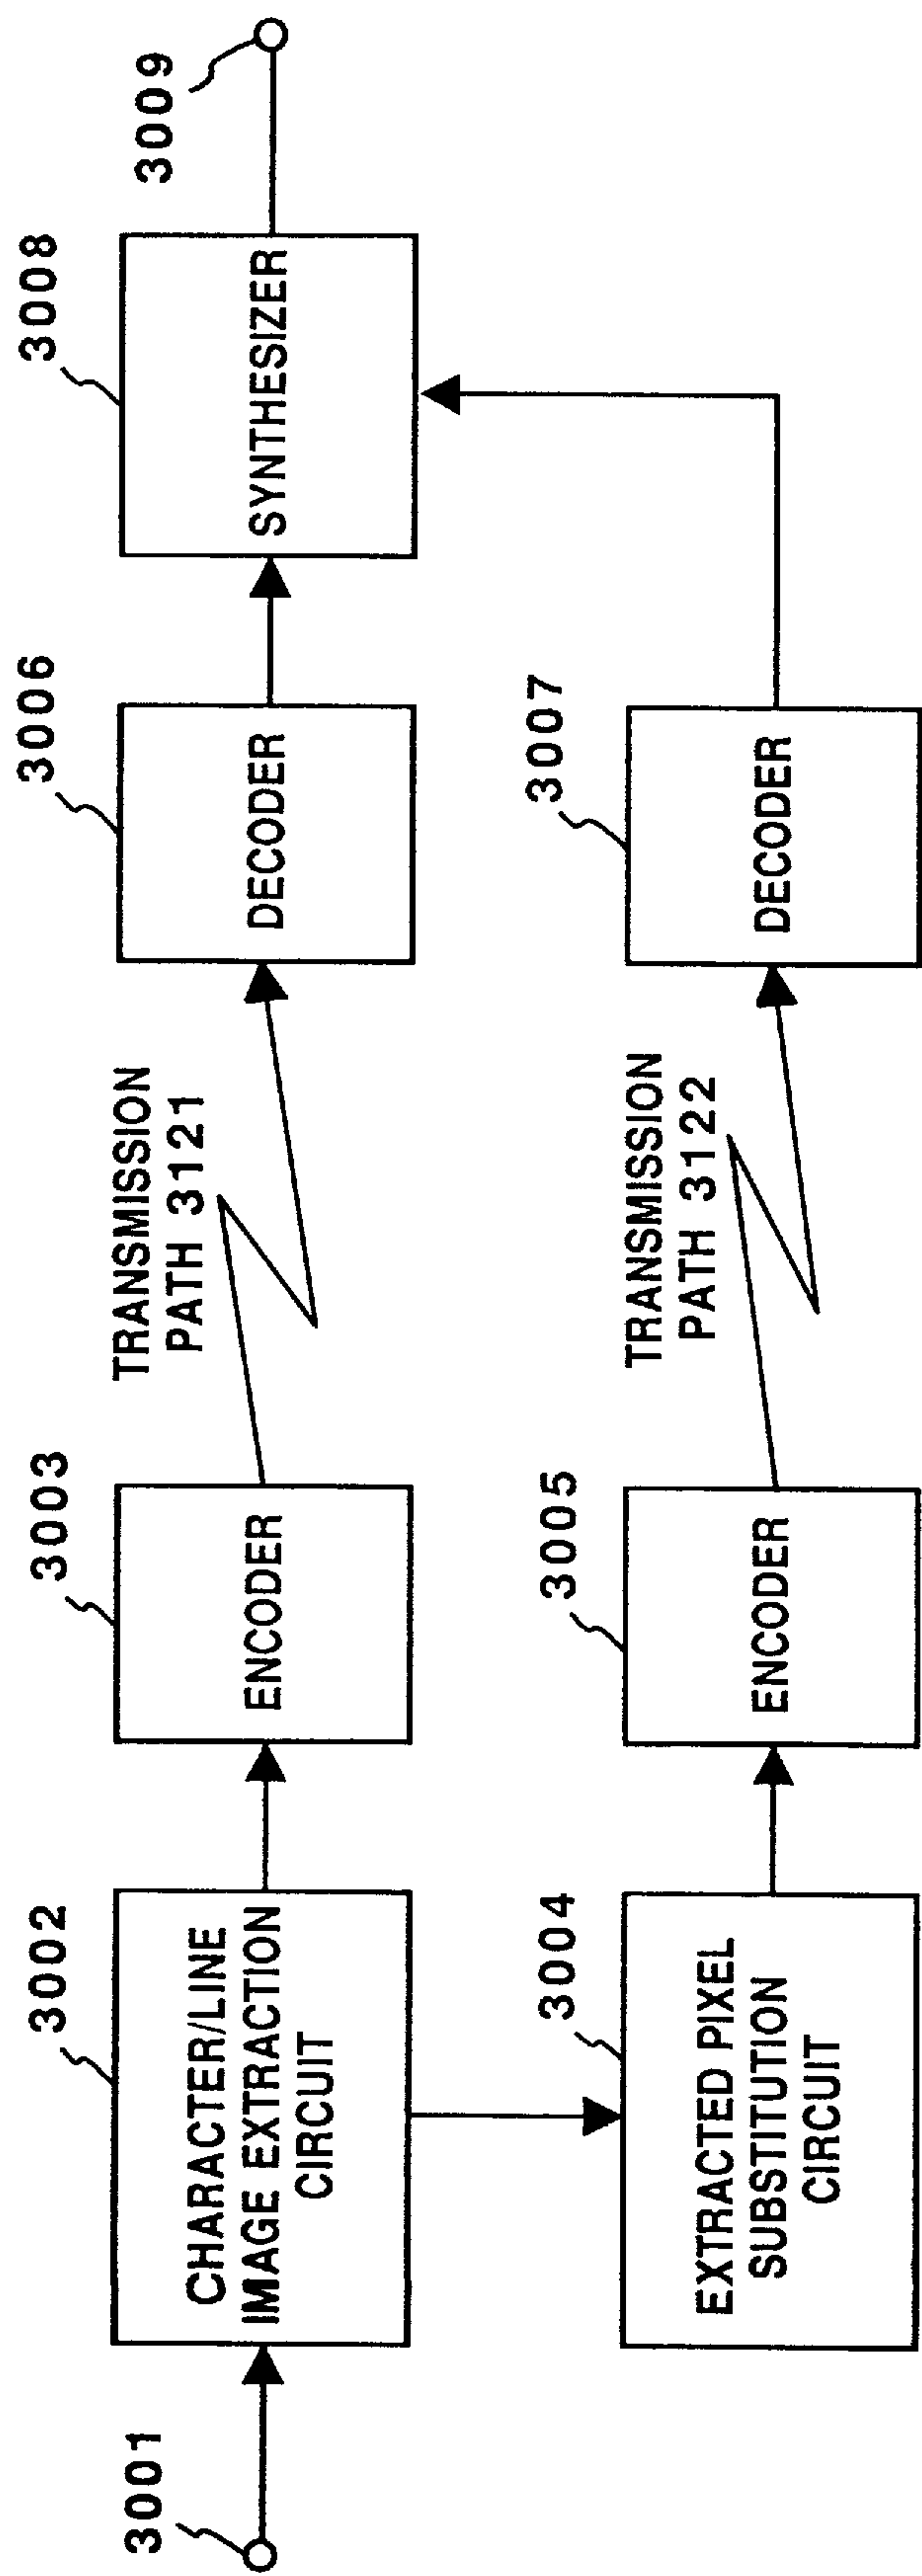 3001
3002
CHARACTER/LINE
IMAGE EXTRACTION
CIRCUIT
3003
ENCODER
TRANSMISSION
PATH 3121
3006
DECODER
3008
SYNTHESIZER
3009
3004
EXTRACTED PIXEL
SUBSTITUTION
CIRCUIT
3005
ENCODER
TRANSMISSION
PATH 3122
3007
DECODER